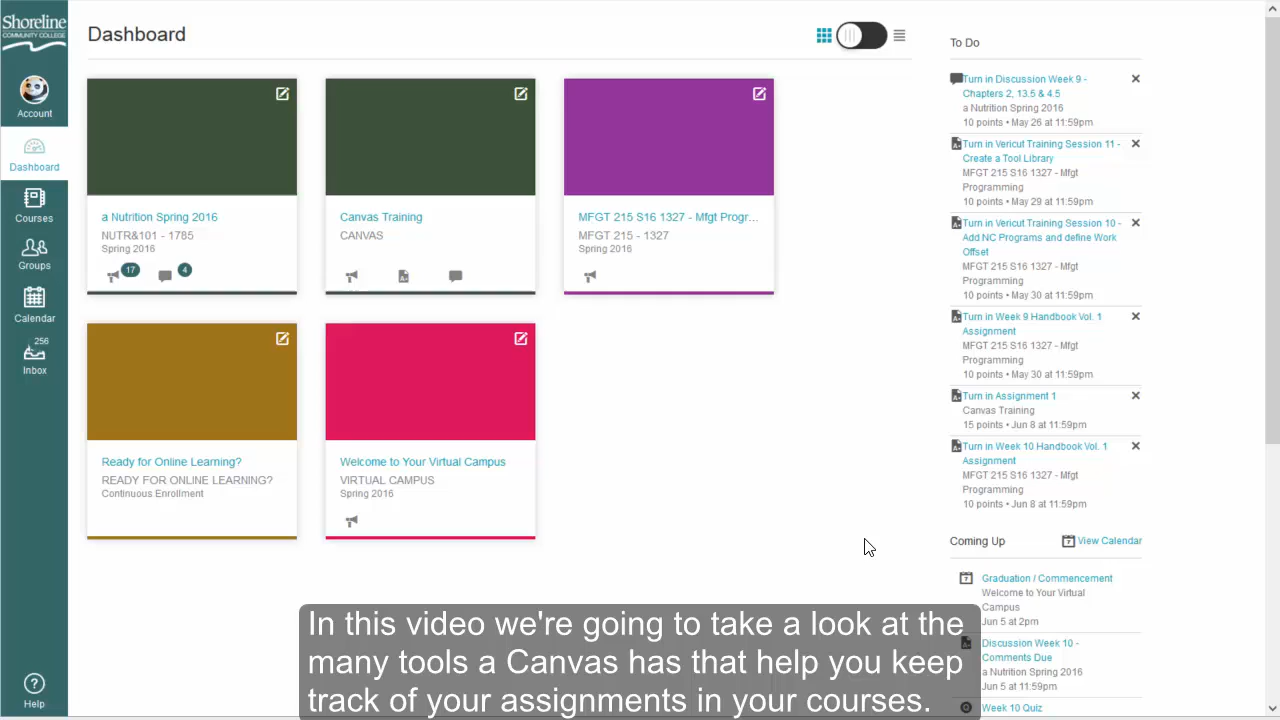 Shoreline
COMMUNITY COLLEGE
Account
Dashboard
Courses
Groups
Calendar
256
Inbox
Help
Dashboard
a Nutrition Spring 2016
NUTR&101 - 1785
Spring 2016
17
4
Canvas Training
CANVAS
MFGT 215 S16 1327 - Mfgt Progr...
MFGT 215 - 1327
Spring 2016
Ready for Online Learning?
READY FOR ONLINE LEARNING?
Continuous Enrollment
Welcome to Your Virtual Campus
VIRTUAL CAMPUS
Spring 2016
To Do
Turn in Discussion Week 9 -
Chapters 2, 13.5 & 4.5
a Nutrition Spring 2016
10 points • May 26 at 11:59pm
Turn in Vericut Training Session 11 -
Create a Tool Library
MFGT 215 S16 1327 - Mfgt
Programming
10 points • May 29 at 11:59pm
Turn in Vericut Training Session 10 -
Add NC Programs and define Work
Offset
MFGT 215 S16 1327 - Mfgt
Programming
10 points • May 30 at 11:59pm
Turn in Week 9 Handbook Vol. 1
Assignment
MFGT 215 S16 1327 - Mfgt
Programming
10 points • May 30 at 11:59pm
Turn in Assignment 1
Canvas Training
15 points • Jun 8 at 11:59pm
Turn in Week 10 Handbook Vol. 1
Assignment
MFGT 215 S16 1327 - Mfgt
Programming
10 points • Jun 8 at 11:59pm
Coming Up
View Calendar
Graduation / Commencement
Welcome to Your Virtual
Campus
Jun 5 at 2pm
Discussion Week 10 -
Comments Due
a Nutrition Spring 2016
Jun 5 at 11:59pm
Week 10 Quiz
In this video we're going to take a look at the
many tools a Canvas has that help you keep
track of your assignments in your courses.